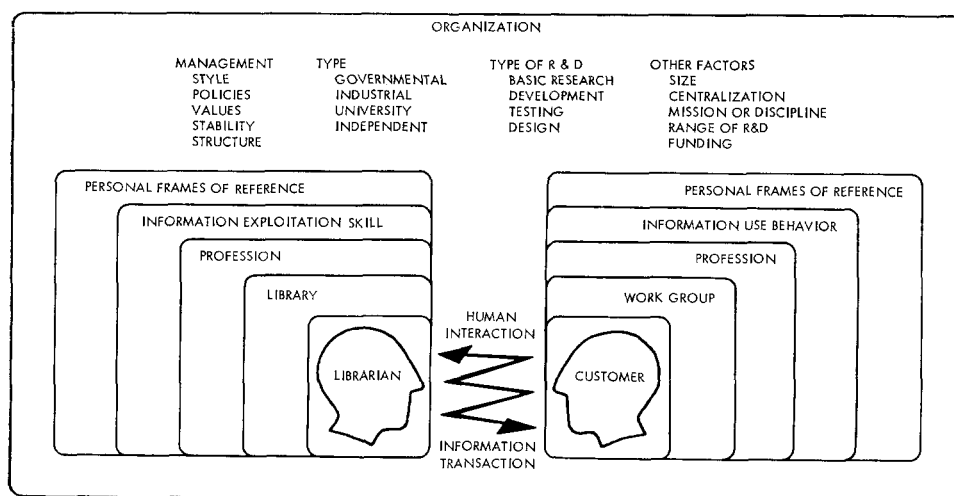 ORGANIZATION
MANAGEMENT
STYLE
POLICIES
VALUES
STABILITY
STRUCTURE
TYPE
GOVERNMENTAL
INDUSTRIAL
UNIVERSITY
INDEPENDENT
TYPE OF R & D
BASIC RESEARCH
DEVELOPMENT
TESTING
DESIGN
OTHER FACTORS
SIZE
CENTRALIZATION
MISSION OR DISCIPLINE
RANGE OF R&D
FUNDING
PERSONAL FRAMES OF REFERENCE
INFORMATION EXPLOITATION SKILL
PROFESSION
LIBRARY
LIBRARIAN
HUMAN
INTERACTION
INFORMATION
TRANSACTION
PERSONAL FRAMES OF REFERENCE
INFORMATION USE BEHAVIOR
PROFESSION
WORK GROUP
CUSTOMER